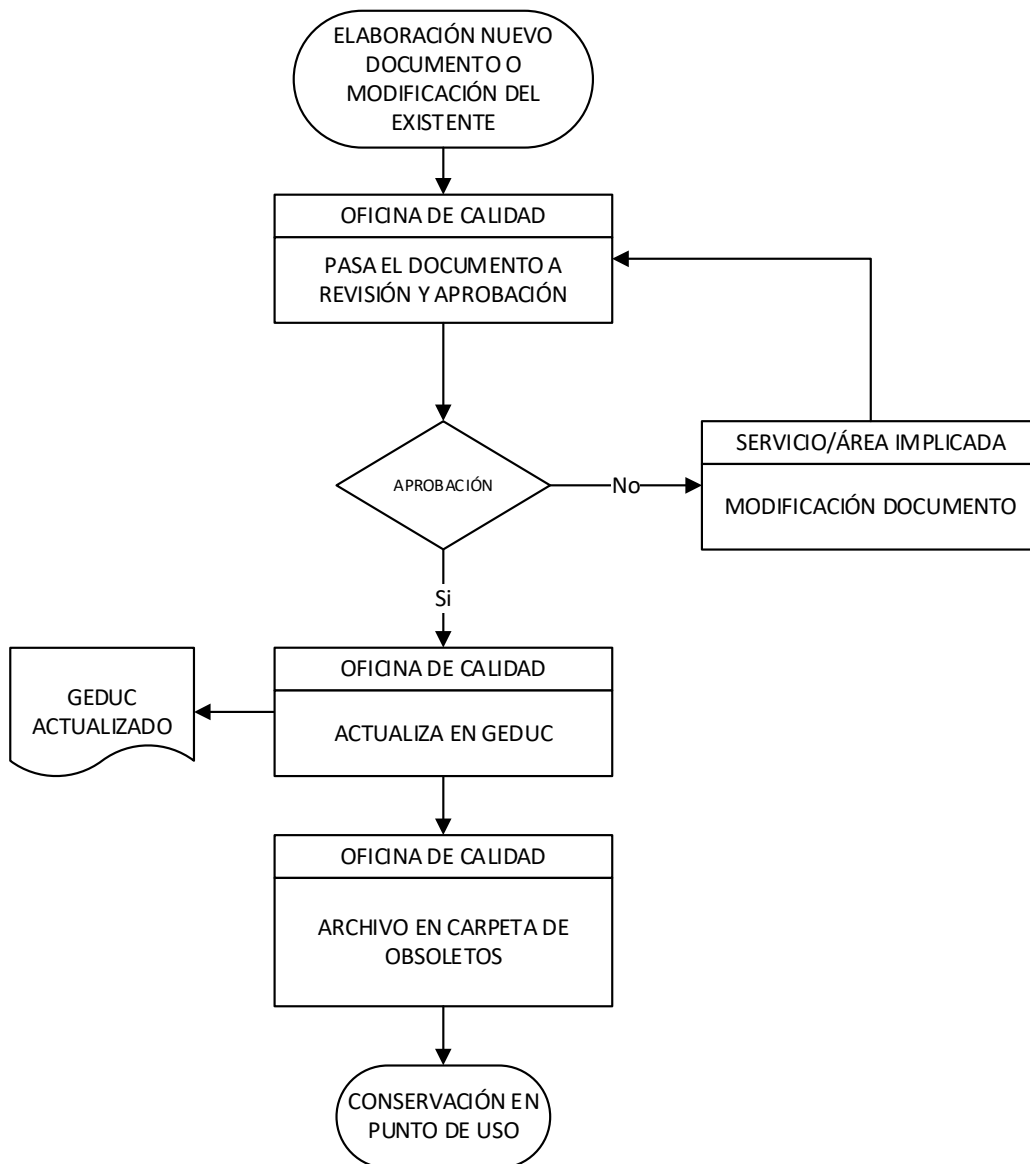 ELABORACIÓN NUEVO
DOCUMENTO O
MODIFICACIÓN DEL
EXISTENTE
OFICINA DE CALIDAD
PASA EL DOCUMENTO A
REVISIÓN Y APROBACIÓN
APROBACIÓN
No
SERVICIO/ÁREA IMPLICADA
MODIFICACIÓN DOCUMENTO
Si
OFICINA DE CALIDAD
ACTUALIZA EN GEDUC
GEDUC
ACTUALIZADO
OFICINA DE CALIDAD
ARCHIVO EN CARPETA DE
OBSOLETOS
CONSERVACIÓN EN
PUNTO DE USO